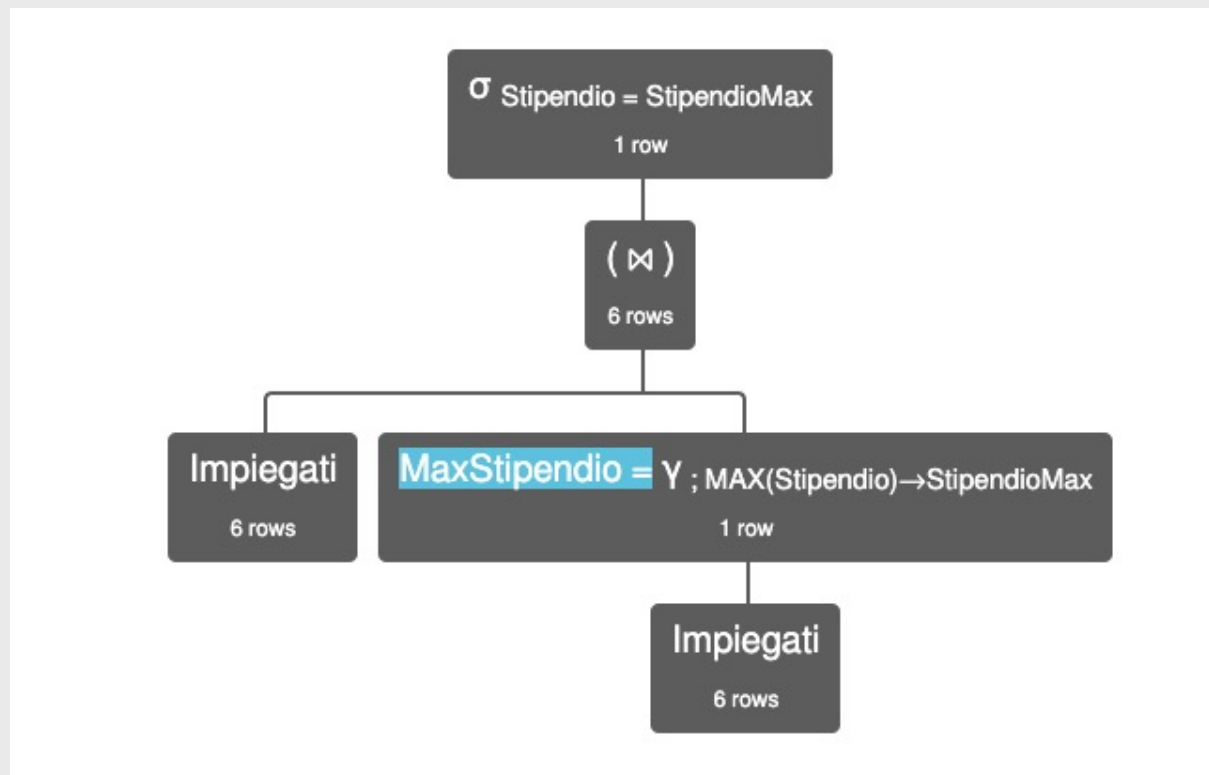 σ Stipendio = StipendioMax
1 row
( ⋈ )
6 rows
Impiegati
6 rows
MaxStipendio = γ ; MAX(Stipendio)→StipendioMax
1 row
Impiegati
6 rows